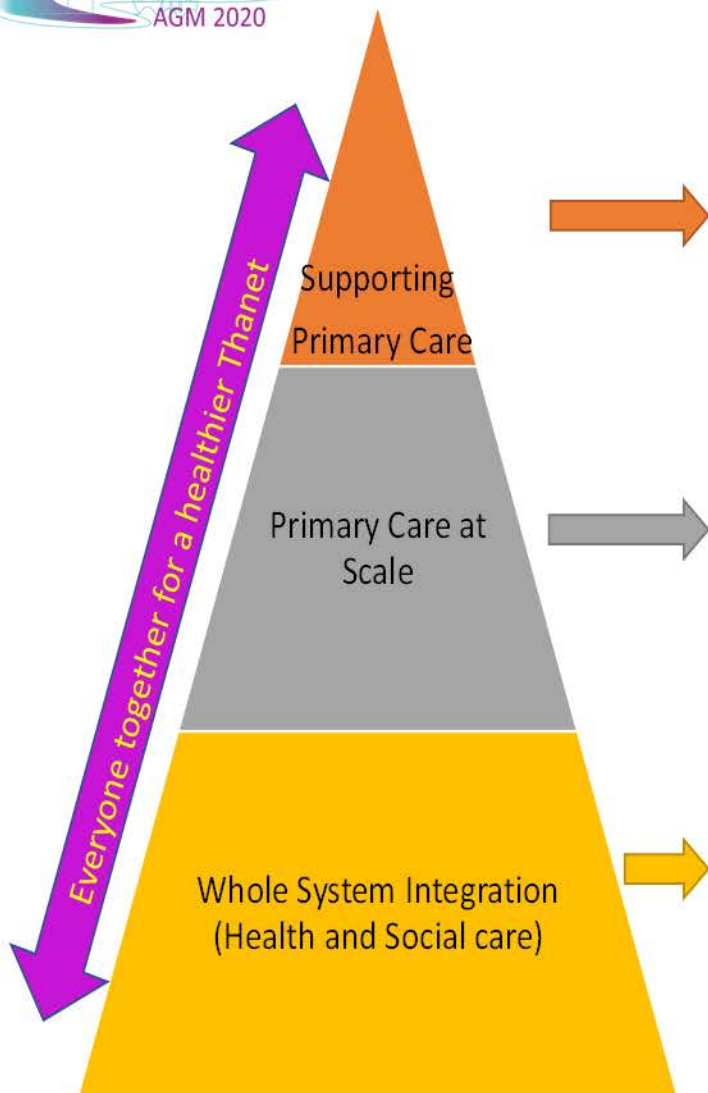 AGM 2020
Everyone together for a healthier Thanet
Supporting
Primary Care
Primary Care at
Scale
Whole System Integration
(Health and Social care)